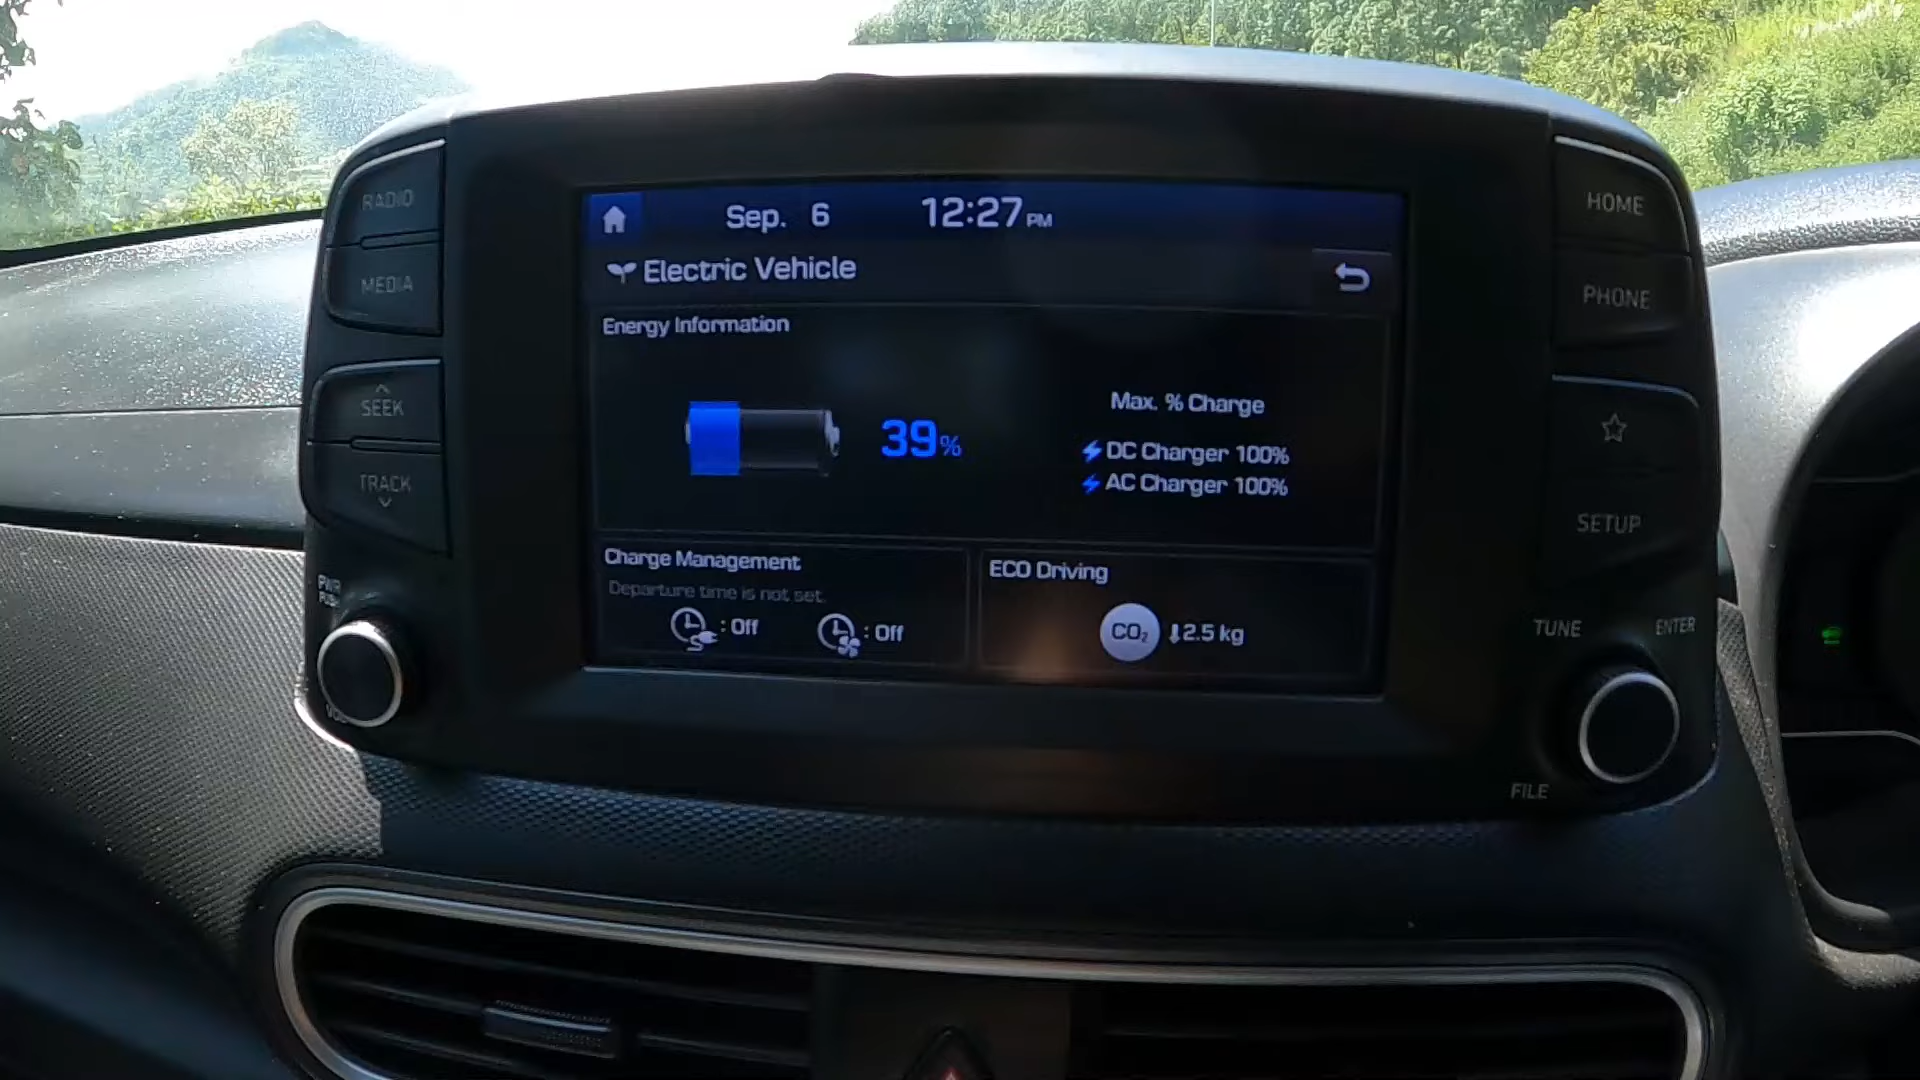 RADIO
MEDIA
SEEK
TRACK
PWR
Sep. 6 12:27 PM
Electric Vehicle
Energy Information
39%
Max. % Charge
DC Charger 100%
AC Charger 100%
Charge Management
Departure time is not set.
: Off : Off
ECO Driving
CO₂ 2.5 kg
HOME
PHONE
SETUP
TUNE ENTER
FILE